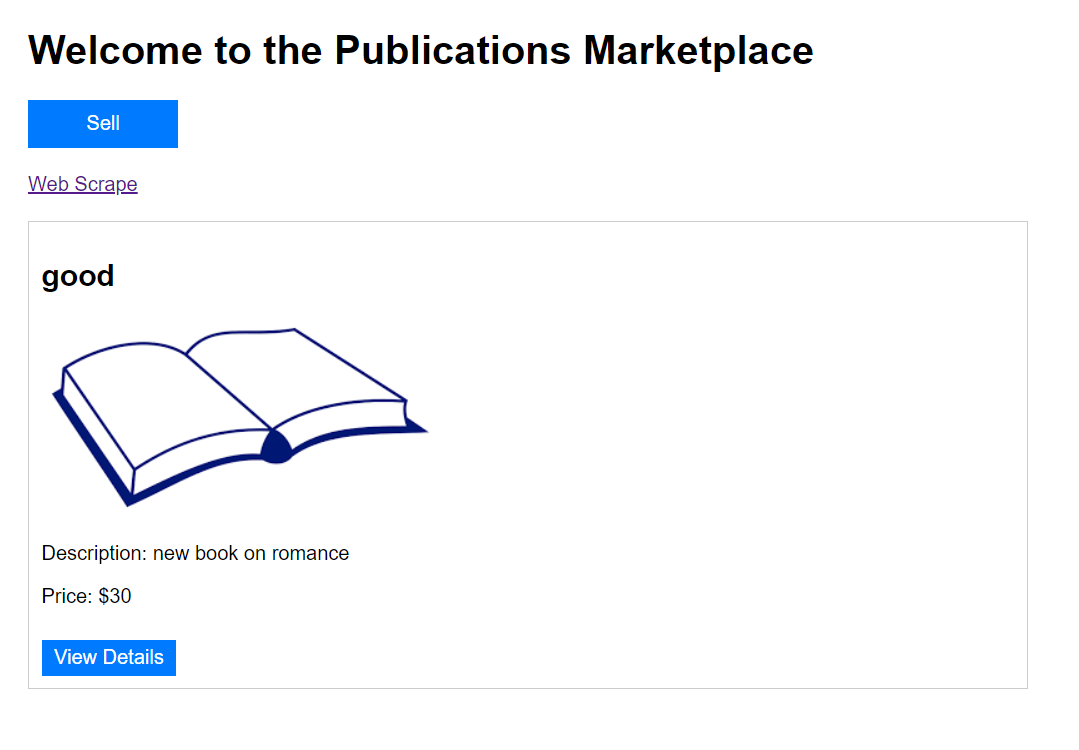 Welcome to the Publications Marketplace
Sell
Web Scrape
good
Description: new book on romance
Price: $30
View Details